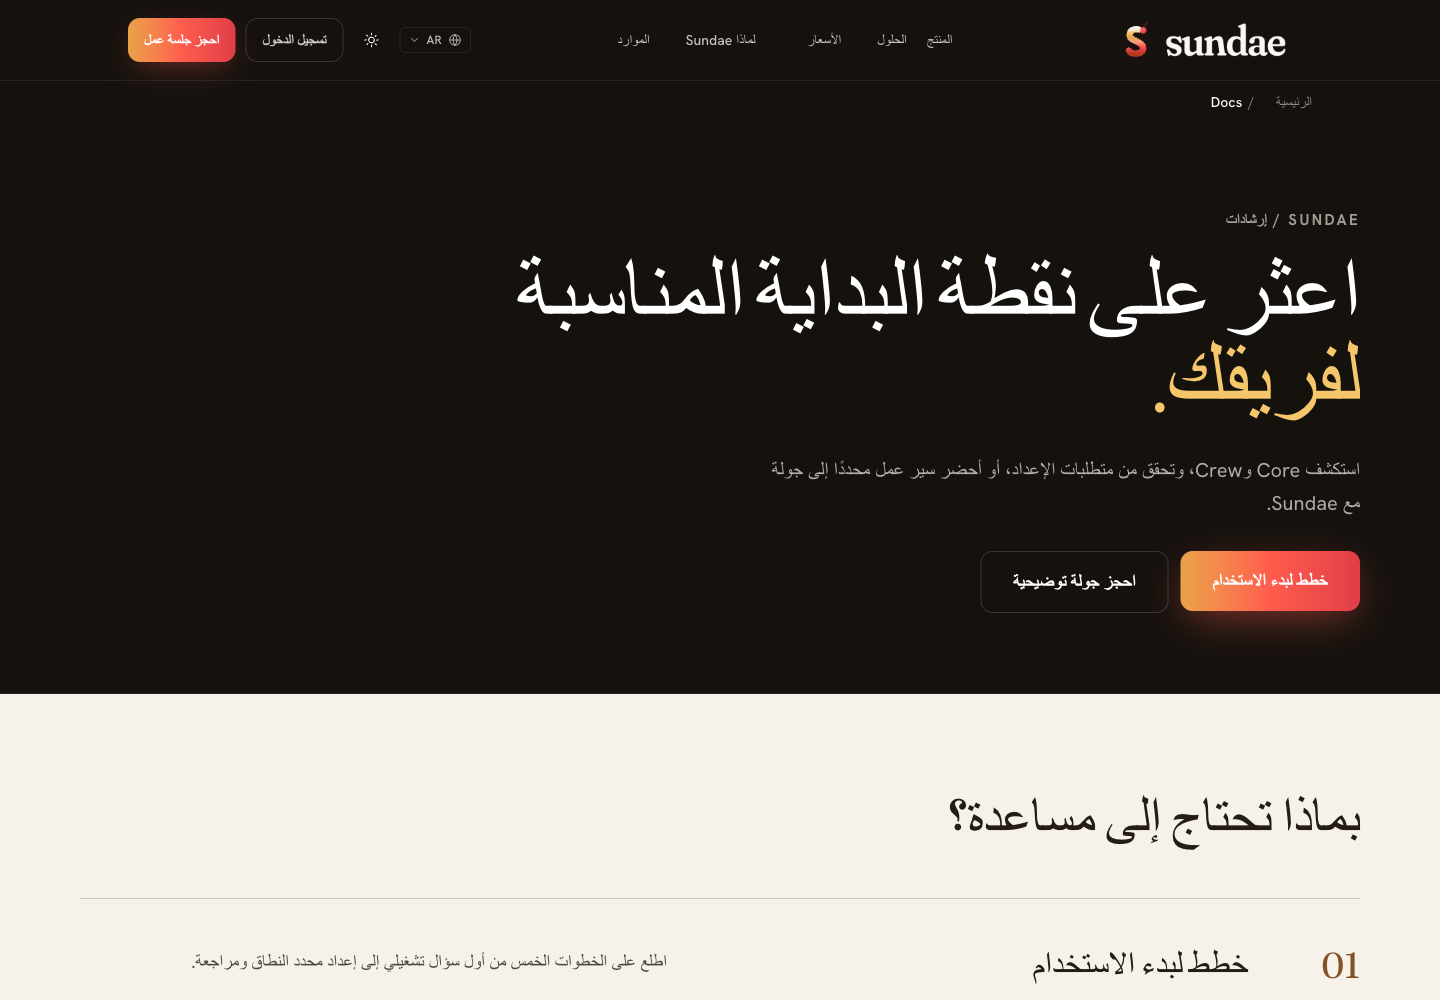 sundae
المنتج
الحلول
الأسعار
لماذا Sundae
الموارد
AR
تسجيل الدخول
احجز جلسة عمل
الرئيسية / Docs
SUNDAE / إرشادات
اعثر على نقطة البداية المناسبة
لفريقك.
استكشف Core وCrew، وتحقق من متطلبات الإعداد، أو أحضر سير عمل محددًا إلى جولة
مع Sundae.
خطط لبدء الاستخدام
احجز جولة توضيحية
بماذا تحتاج إلى مساعدة؟
01
خطط لبدء الاستخدام
اطلع على الخطوات الخمس من أول سؤال تشغيلي إلى إعداد محدد النطاق ومراجعة.